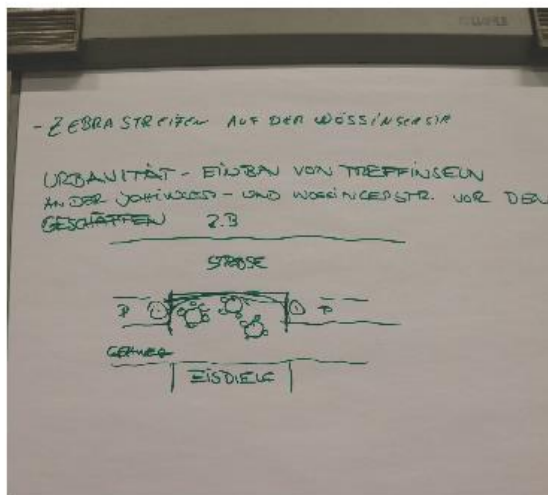 - ZEBRASTREIFEN AUF DER WÖSSINGERSTR
URBANITÄT - EINBAU VON TREFFINSELN
AN DER JÖHLINGER- UND WÖSSINGERSTR. VOR DEN
GESCHÄFTEN Z.B
STRASSE
P P
GEHWEG
EISDIELE